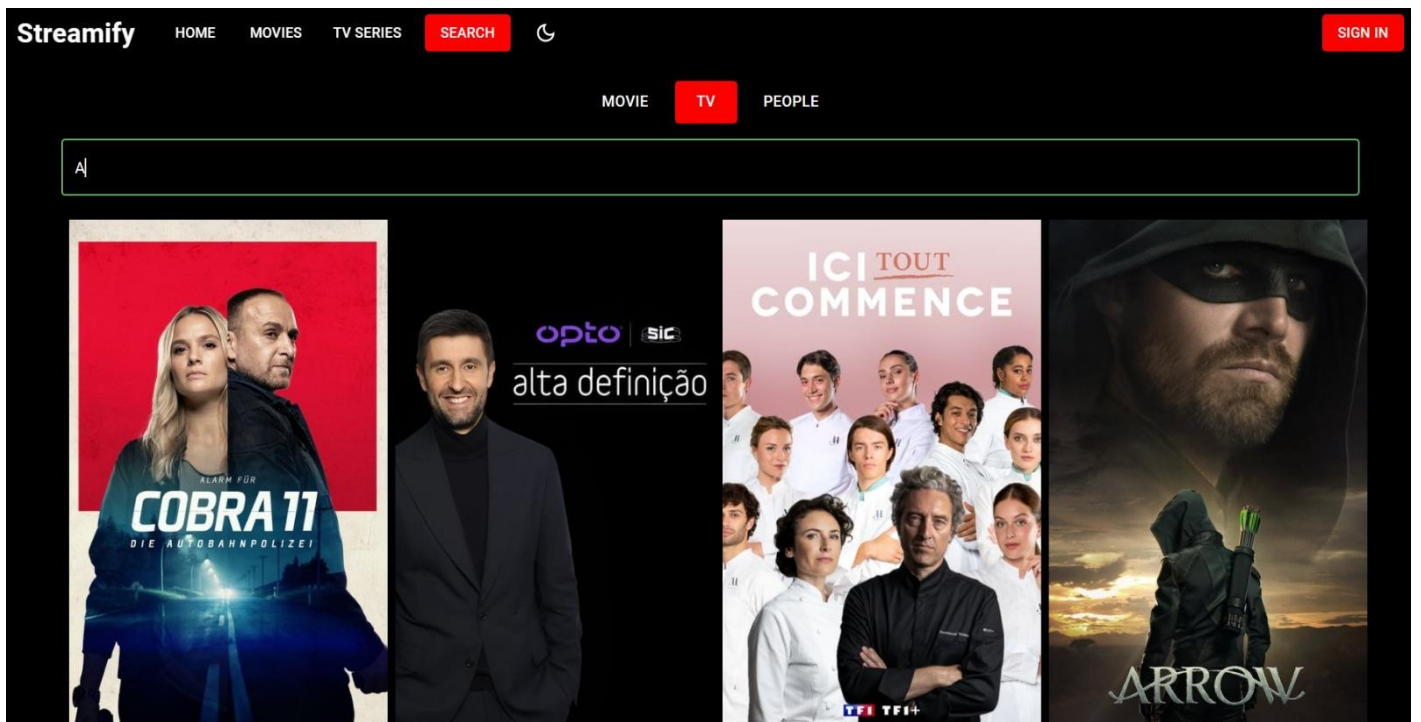 Streamify HOME MOVIES TV SERIES SEARCH SIGN IN
MOVIE TV PEOPLE
A
ALARM FÜR
COBRA 11
DIE AUTOBAHNPOLIZEI
opto SIC
alta definição
ICI TOUT
COMMENCE
TF1 TF1+
ARROW